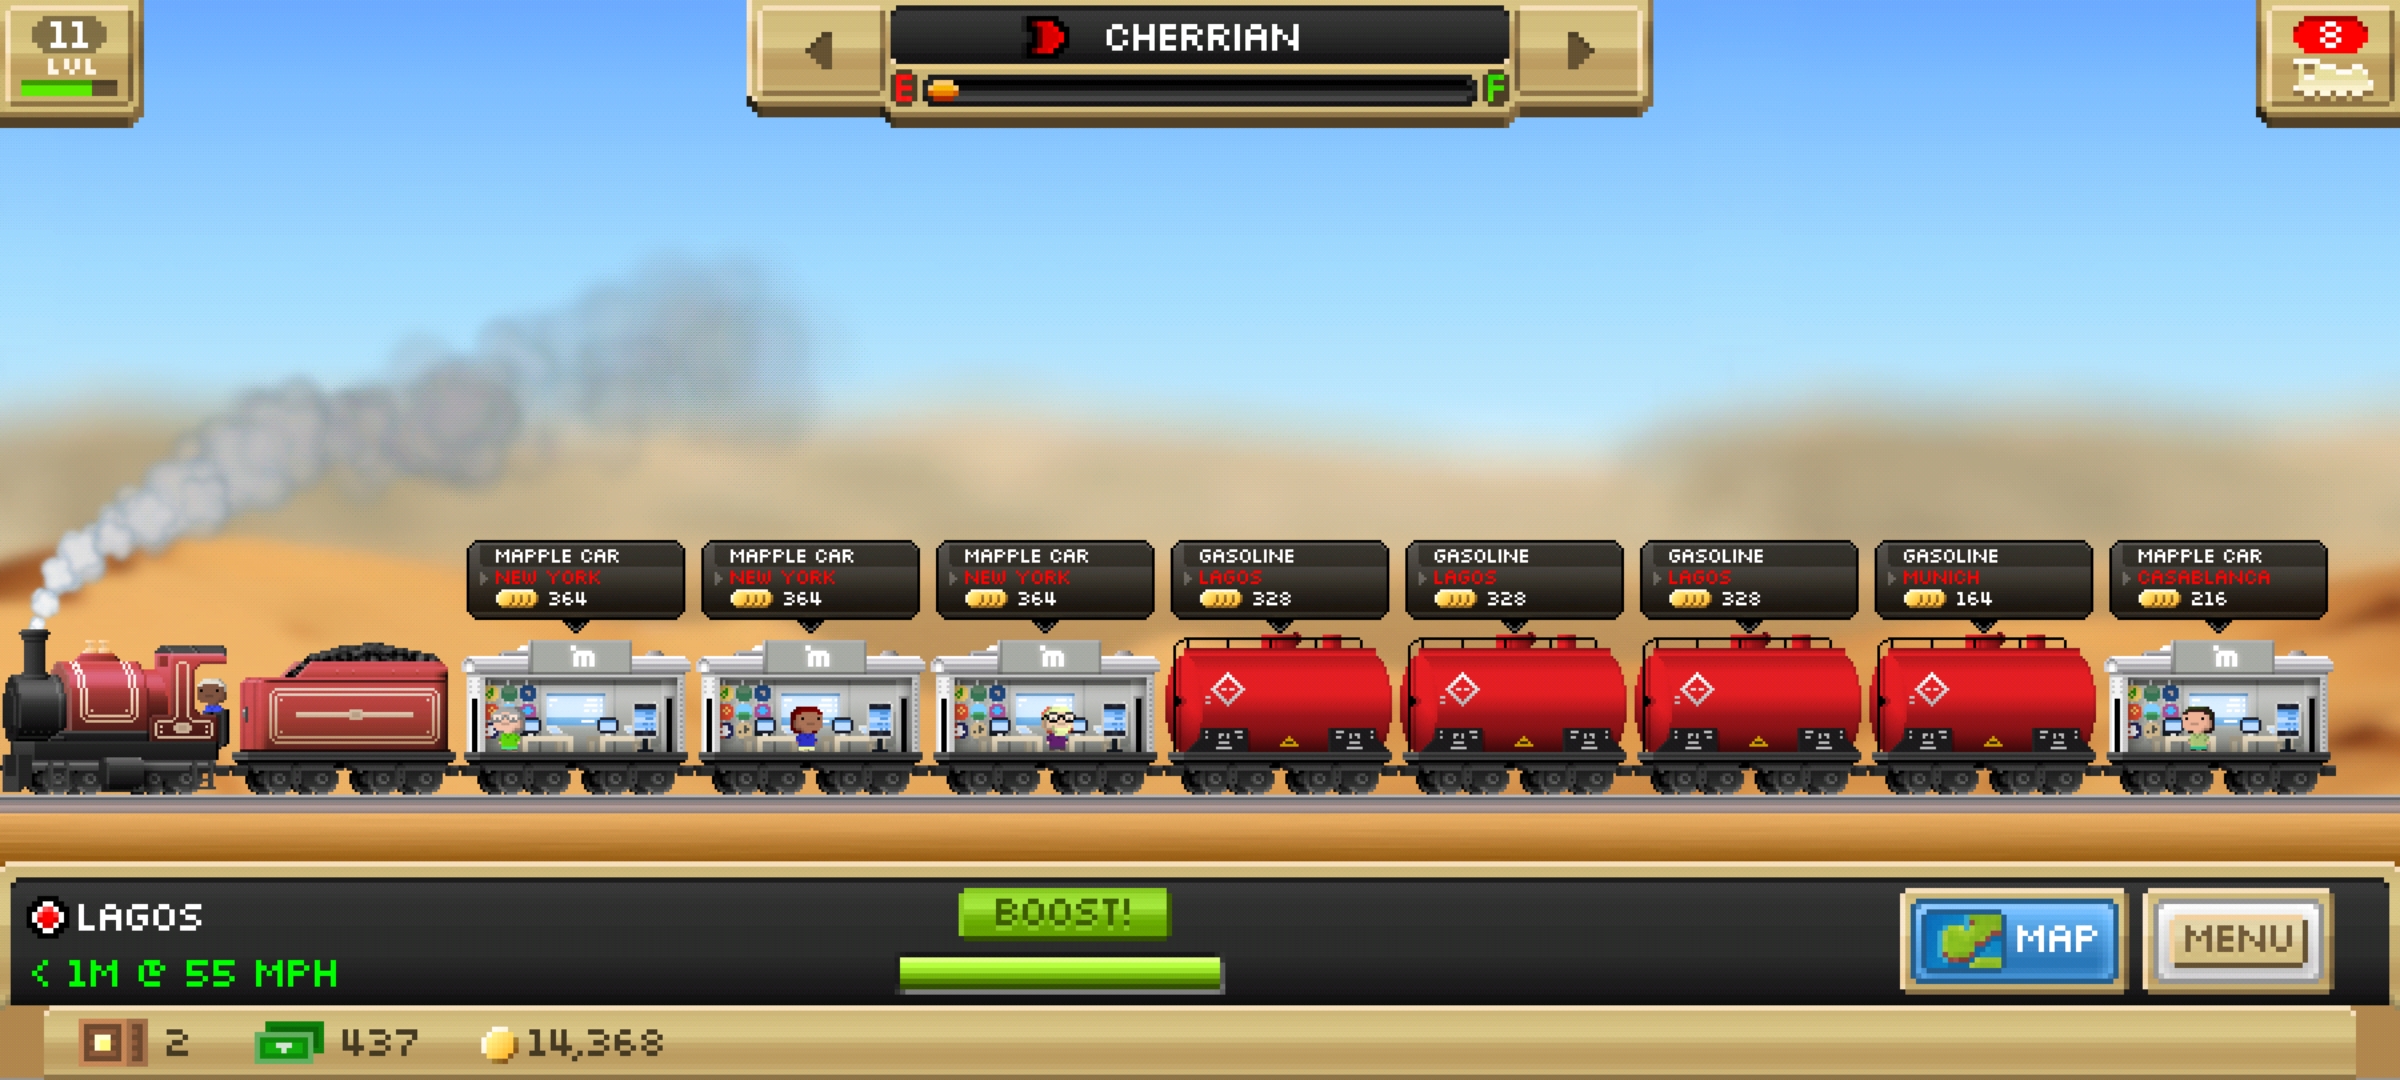 11
LVL
CHERRIAN
E F
8
MAPPLE CAR
NEW YORK
364
MAPPLE CAR
NEW YORK
364
MAPPLE CAR
NEW YORK
364
GASOLINE
LAGOS
328
GASOLINE
LAGOS
328
GASOLINE
LAGOS
328
GASOLINE
MUNICH
164
MAPPLE CAR
CASABLANCA
216
m
m
m
m
LAGOS
< 1M @ 55 MPH
BOOST!
MAP
MENU
2
437
14,368